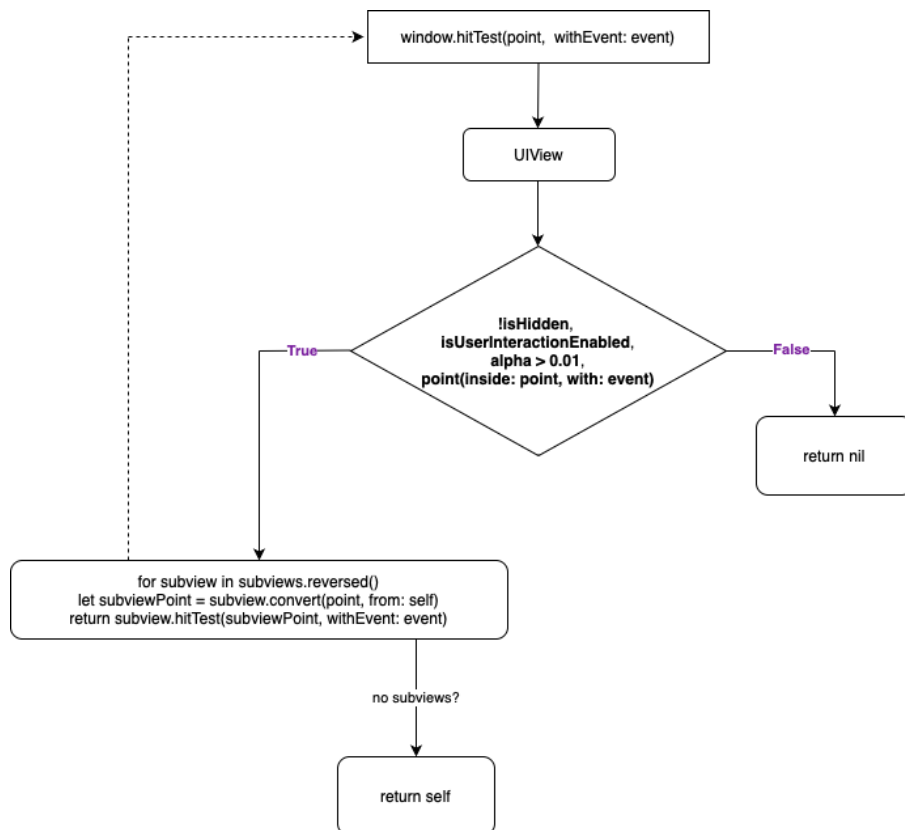 window.hitTest(point, withEvent: event)
UIView
!isHidden,
isUserInteractionEnabled,
alpha > 0.01,
point(inside: point, with: event)
True
False
return nil
for subview in subviews.reversed()
let subviewPoint = subview.convert(point, from: self)
return subview.hitTest(subviewPoint, withEvent: event)
no subviews?
return self